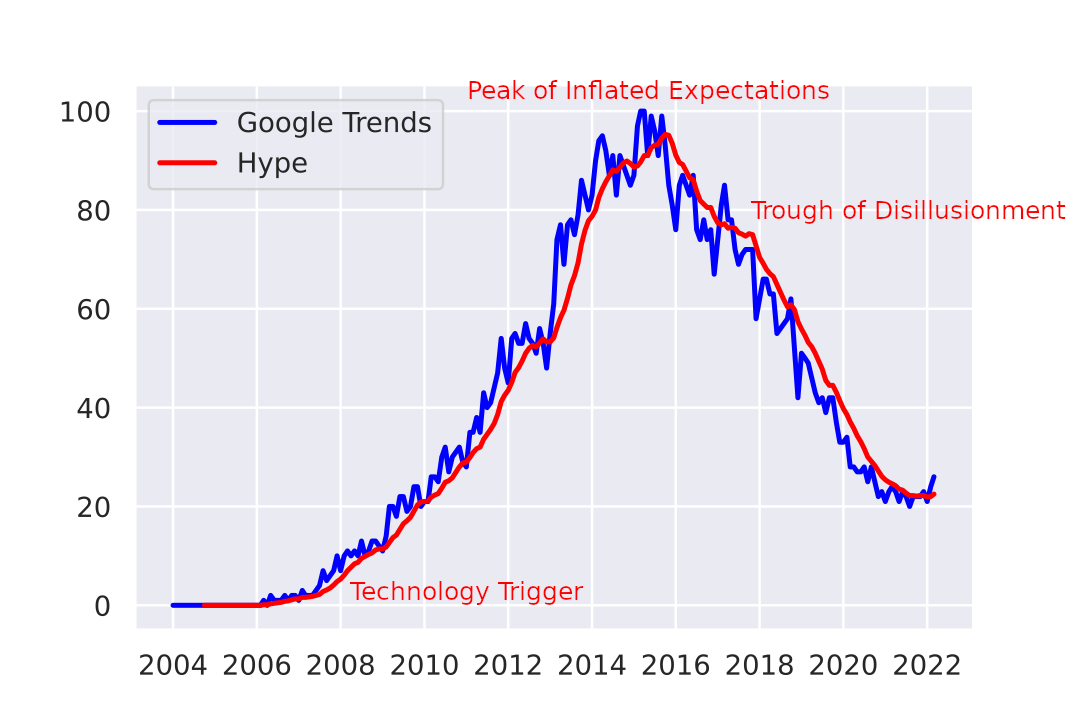 Peak of Inflated Expectations
100
Google Trends
Hype
80
Trough of Disillusionment
60
40
20
Technology Trigger
0
2004 2006 2008 2010 2012 2014 2016 2018 2020 2022